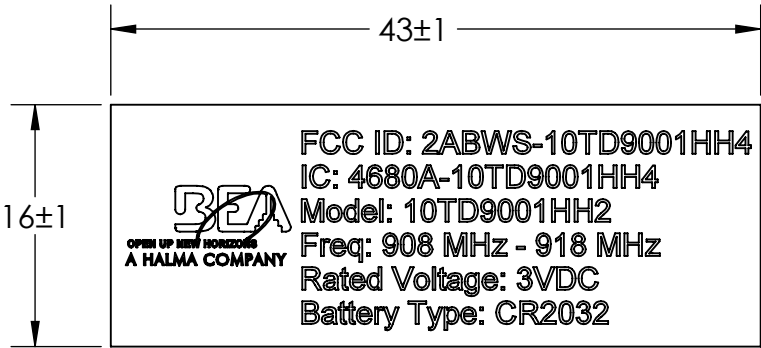 43±1
16±1
BEA
OPEN UP NEW HORIZONS
A HALMA COMPANY
FCC ID: 2ABWS-10TD9001HH4
IC: 4680A-10TD9001HH4
Model: 10TD9001HH2
Freq: 908 MHz - 918 MHz
Rated Voltage: 3VDC
Battery Type: CR2032